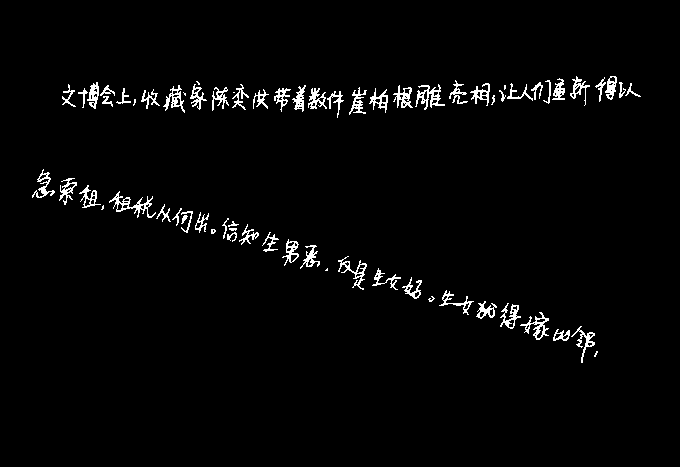 文博会上,收藏家陈奕洪带着数件崖柏根雕亮相,让人们重新得以
急索租,租税从何出。信知生男恶,反是生女好。生女犹得嫁比邻,